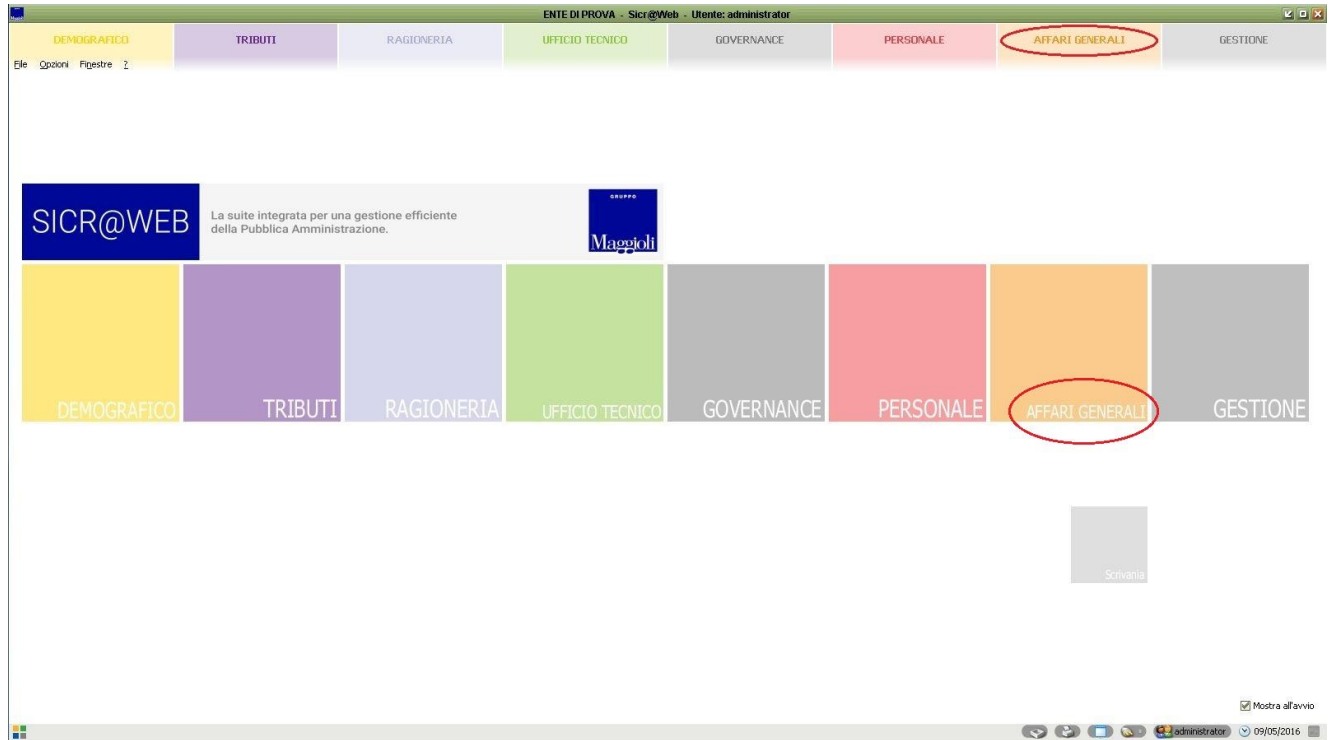 ENTE DI PROVA - Sicr@Web - Utente: administrator
DEMOGRAFICO TRIBUTI RAGIONERIA UFFICIO TECNICO GOVERNANCE PERSONALE AFFARI GENERALI GESTIONE
File Opzioni Finestre ?
SICR@WEB
La suite integrata per una gestione efficiente
della Pubblica Amministrazione.
GRUPPO
Maggioli
DEMOGRAFICO TRIBUTI RAGIONERIA UFFICIO TECNICO GOVERNANCE PERSONALE AFFARI GENERALI GESTIONE
Scrivania
Mostra all'avvio
administrator 09/05/2016